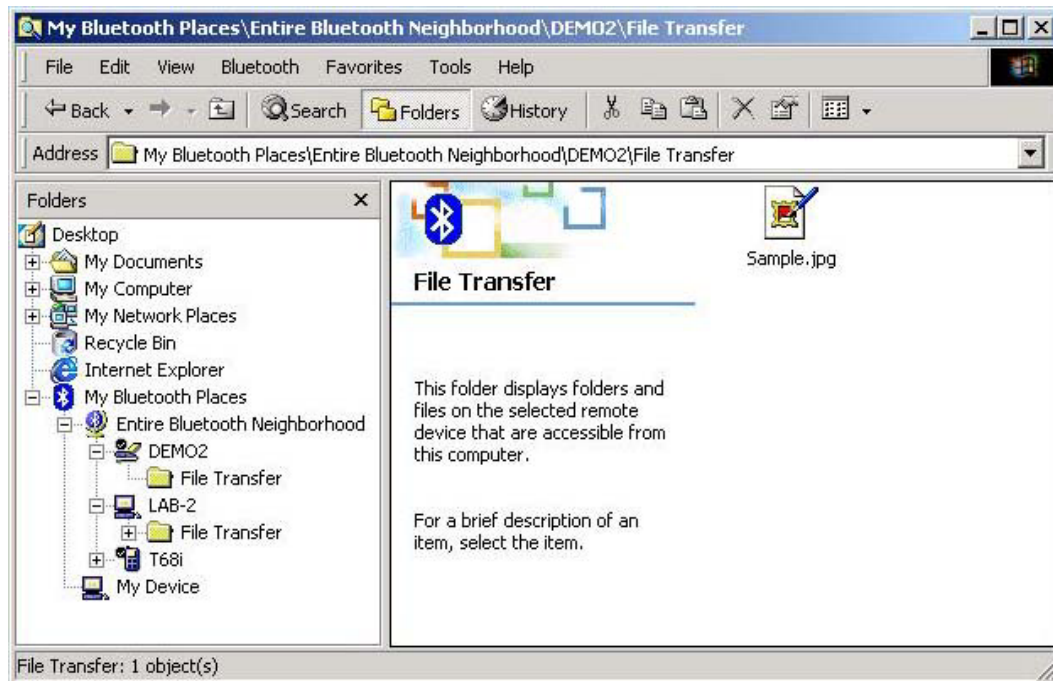 My Bluetooth Places\Entire Bluetooth Neighborhood\DEMO2\File Transfer
File Edit View Bluetooth Favorites Tools Help
Back Search Folders History
Address My Bluetooth Places\Entire Bluetooth Neighborhood\DEMO2\File Transfer
Folders
Desktop
My Documents
My Computer
My Network Places
Recycle Bin
Internet Explorer
My Bluetooth Places
Entire Bluetooth Neighborhood
DEMO2
File Transfer
LAB-2
File Transfer
T68i
My Device
File Transfer
This folder displays folders and
files on the selected remote
device that are accessible from
this computer.
For a brief description of an
item, select the item.
Sample.jpg
File Transfer: 1 object(s)